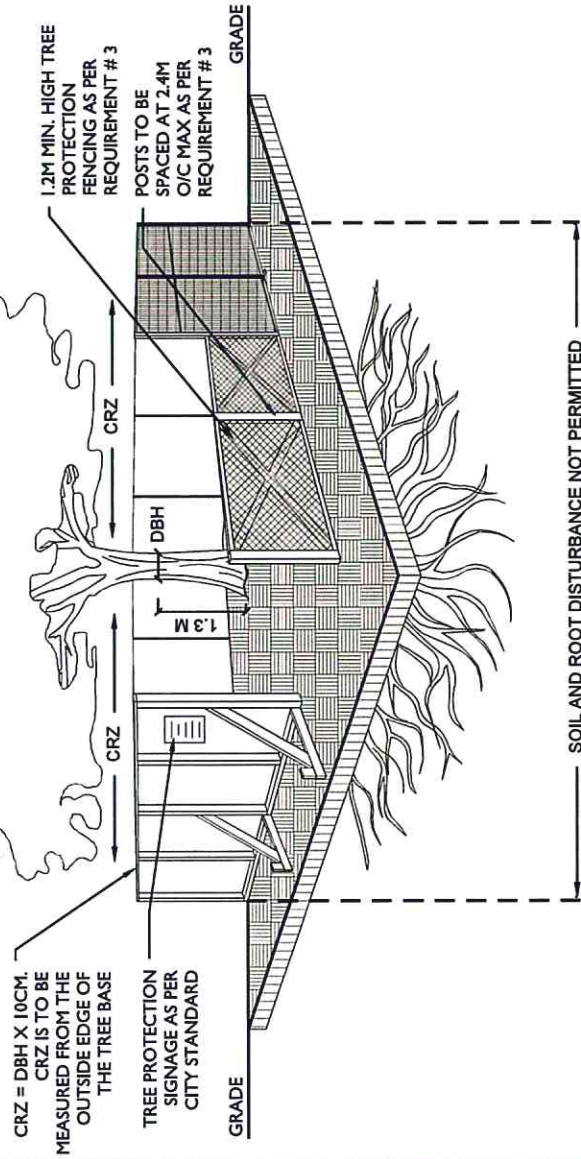 CRZ = DBH X 10CM.
CRZ IS TO BE
MEASURED FROM THE
OUTSIDE EDGE OF
THE TREE BASE
TREE PROTECTION
SIGNAGE AS PER
CITY STANDARD
GRADE
CRZ
1.3 M
DBH
CRZ
1.2M MIN. HIGH TREE
PROTECTION
FENCING AS PER
REQUIREMENT # 3
POSTS TO BE
SPACED AT 2.4M
O/C MAX AS PER
REQUIREMENT # 3
GRADE
SOIL AND ROOT DISTURBANCE NOT PERMITTED